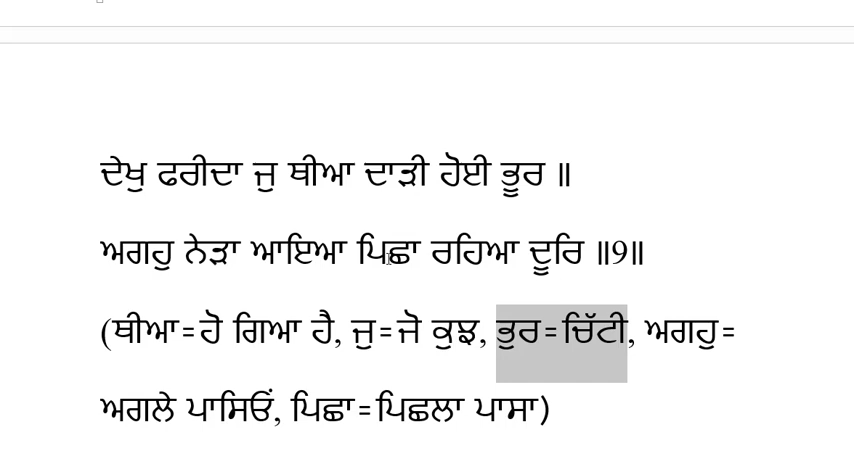 ਦੇਖੁ ਫਰੀਦਾ ਜੁ ਥੀਆ ਦਾੜੀ ਹੋਈ ਭੂਰ ॥
ਅਗਹੁ ਨੇੜਾ ਆਇਆ ਪਿਛਾ ਰਹਿਆ ਦੂਰਿ ॥9॥
(ਥੀਆ=ਹੋ ਗਿਆ ਹੈ, ਜੁ=ਜੋ ਕੁਝ, ਭੁਰ=ਚਿੱਟੀ, ਅਗਹੁ=
ਅਗਲੇ ਪਾਸਿਓਂ, ਪਿਛਾ=ਪਿਛਲਾ ਪਾਸਾ)